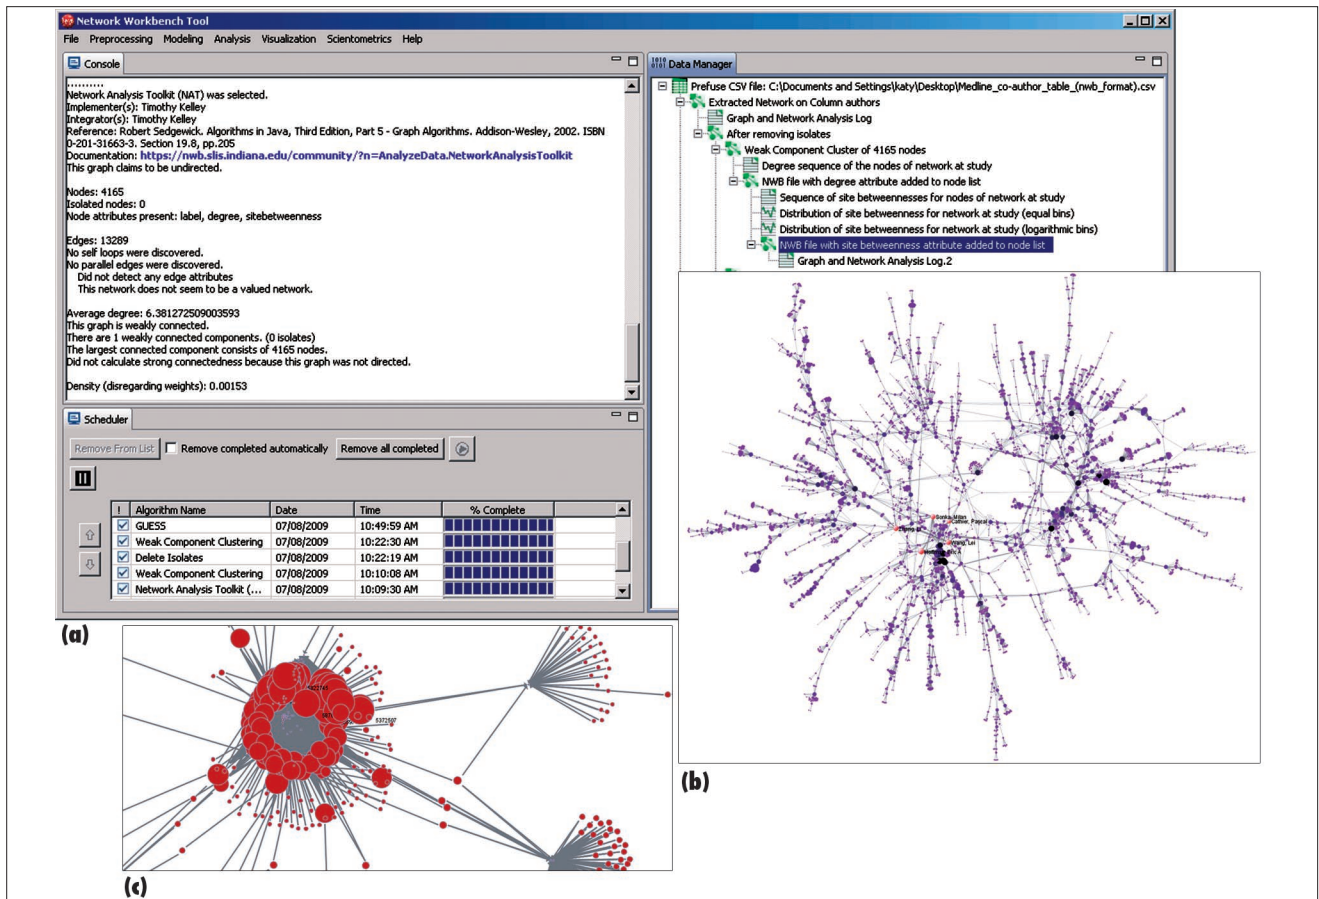 Network Workbench Tool
File Preprocessing Modeling Analysis Visualization Scientometrics Help
Console
..........
Network Analysis Toolkit (NAT) was selected.
Implementer(s): Timothy Kelley
Integrator(s): Timothy Kelley
Reference: Robert Sedgewick. Algorithms in Java, Third Edition, Part 5 - Graph Algorithms. Addison-Wesley, 2002. ISBN
0-201-31663-3. Section 19.8, pp.205
Documentation: https://nwb.slis.indiana.edu/community/?n=AnalyzeData.NetworkAnalysisToolkit
This graph claims to be undirected.
Nodes: 4165
Isolated nodes: 0
Node attributes present: label, degree, sitebetweenness
Edges: 13289
No self loops were discovered.
No parallel edges were discovered.
Did not detect any edge attributes
This network does not seem to be a valued network.
Average degree: 6.381272509003593
This graph is weakly connected.
There are 1 weakly connected components. (0 isolates)
The largest connected component consists of 4165 nodes.
Did not calculate strong connectedness because this graph was not directed.
Density (disregarding weights): 0.00153
Scheduler
Remove From List Remove completed automatically Remove all completed
! Algorithm Name Date Time % Complete
GUESS 07/08/2009 10:49:59 AM
Weak Component Clustering 07/08/2009 10:22:30 AM
Delete Isolates 07/08/2009 10:22:19 AM
Weak Component Clustering 07/08/2009 10:10:08 AM
Network Analysis Toolkit (... 07/08/2009 10:09:30 AM
Data Manager
Prefuse CSV file: C:\Documents and Settings\katy\Desktop\Medline_co-author_table_(nwb_format).csv
Extracted Network on Column authors
Graph and Network Analysis Log
After removing isolates
Weak Component Cluster of 4165 nodes
Degree sequence of the nodes of network at study
NWB file with degree attribute added to node list
Sequence of site betweennesses for nodes of network at study
Distribution of site betweenness for network at study (equal bins)
Distribution of site betweenness for network at study (logarithmic bins)
NWB file with site betweenness attribute added to node list
Graph and Network Analysis Log.2
(a)
Milan
Pascal
Wang, Lei
(b)
5372507
(c)